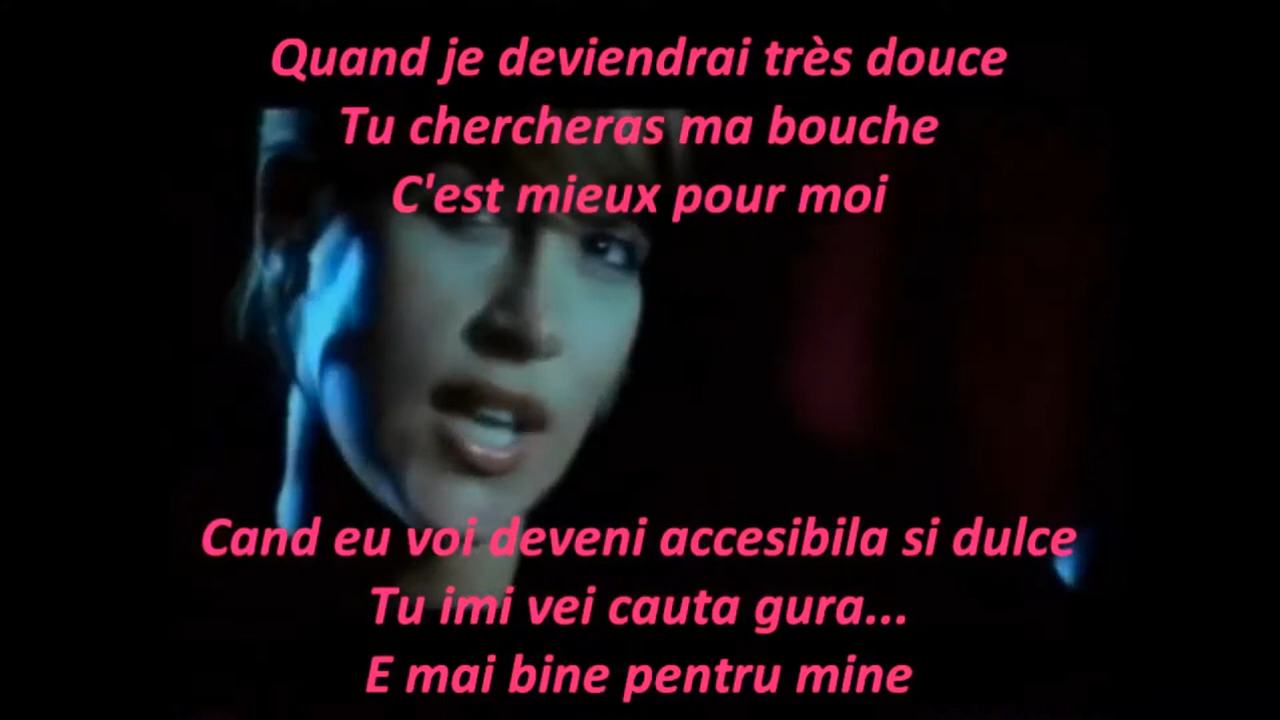 Quand je deviendrai très douce
Tu chercheras ma bouche
C'est mieux pour moi
Cand eu voi deveni accesibila si dulce
Tu imi vei cauta gura...
E mai bine pentru mine